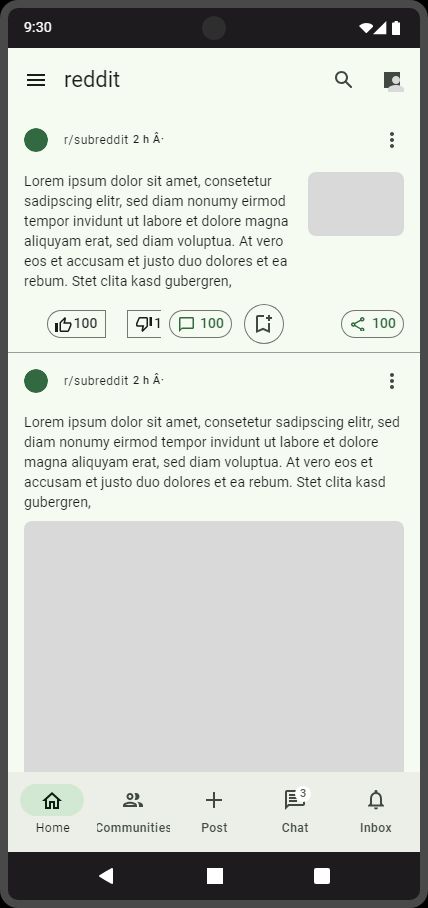 9:30
reddit
r/subreddit 2 h Â·
Lorem ipsum dolor sit amet, consetetur
sadipscing elitr, sed diam nonumy eirmod
tempor invidunt ut labore et dolore magna
aliquyam erat, sed diam voluptua. At vero
eos et accusam et justo duo dolores et ea
rebum. Stet clita kasd gubergren,
100 1 100 100
r/subreddit 2 h Â·
Lorem ipsum dolor sit amet, consetetur sadipscing elitr, sed
diam nonumy eirmod tempor invidunt ut labore et dolore
magna aliquyam erat, sed diam voluptua. At vero eos et
accusam et justo duo dolores et ea rebum. Stet clita kasd
gubergren,
3
Home Communities Post Chat Inbox